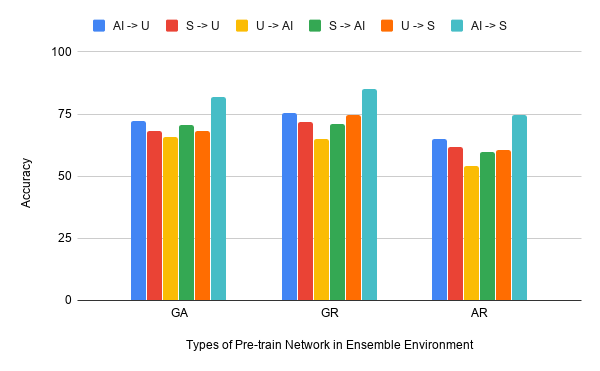 AI -> U S -> U U -> AI S -> AI U -> S AI -> S
100
75
50
25
0
Accuracy
GA GR AR
Types of Pre-train Network in Ensemble Environment